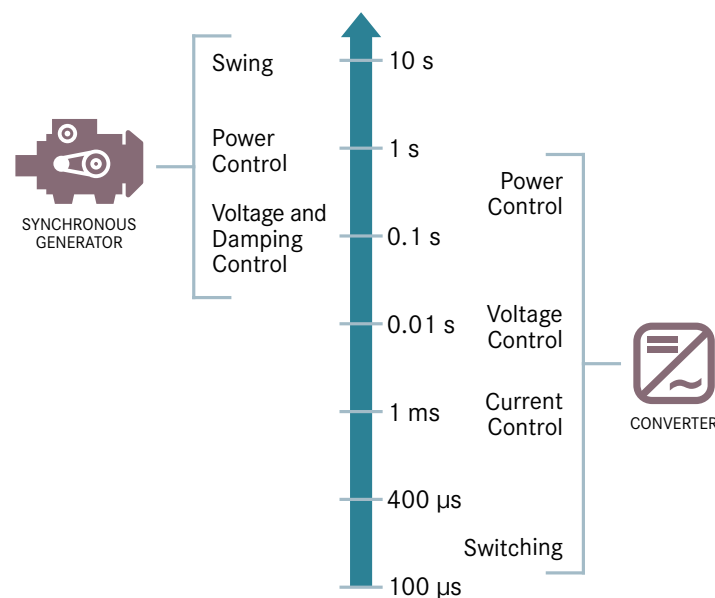 Swing
Power
Control
Voltage and
Damping
Control
SYNCHRONOUS
GENERATOR
10 s
1 s
0.1 s
0.01 s
1 ms
400 µs
100 µs
Power
Control
Voltage
Control
Current
Control
Switching
CONVERTER